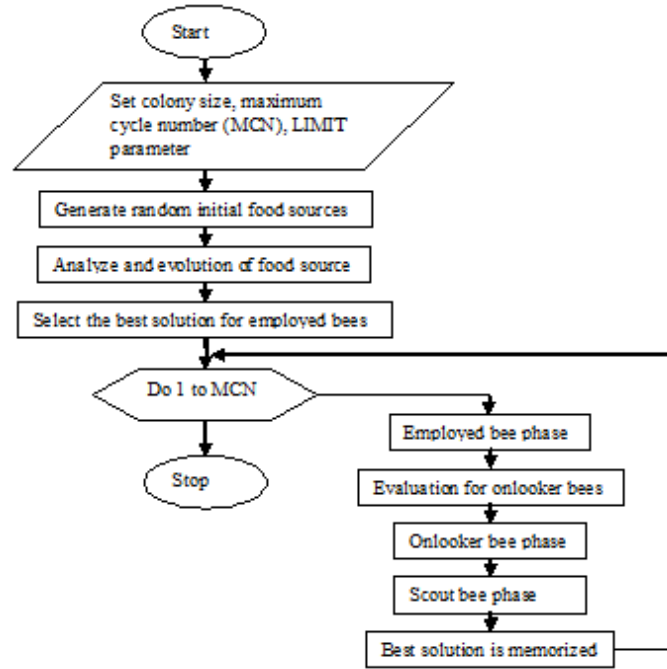 Start
Set colony size, maximum
cycle number (MCN), LIMIT
parameter
Generate random initial food sources
Analyze and evolution of food source
Select the best solution for employed bees
Do 1 to MCN
Stop
Employed bee phase
Evaluation for onlooker bees
Onlooker bee phase
Scout bee phase
Best solution is memorized